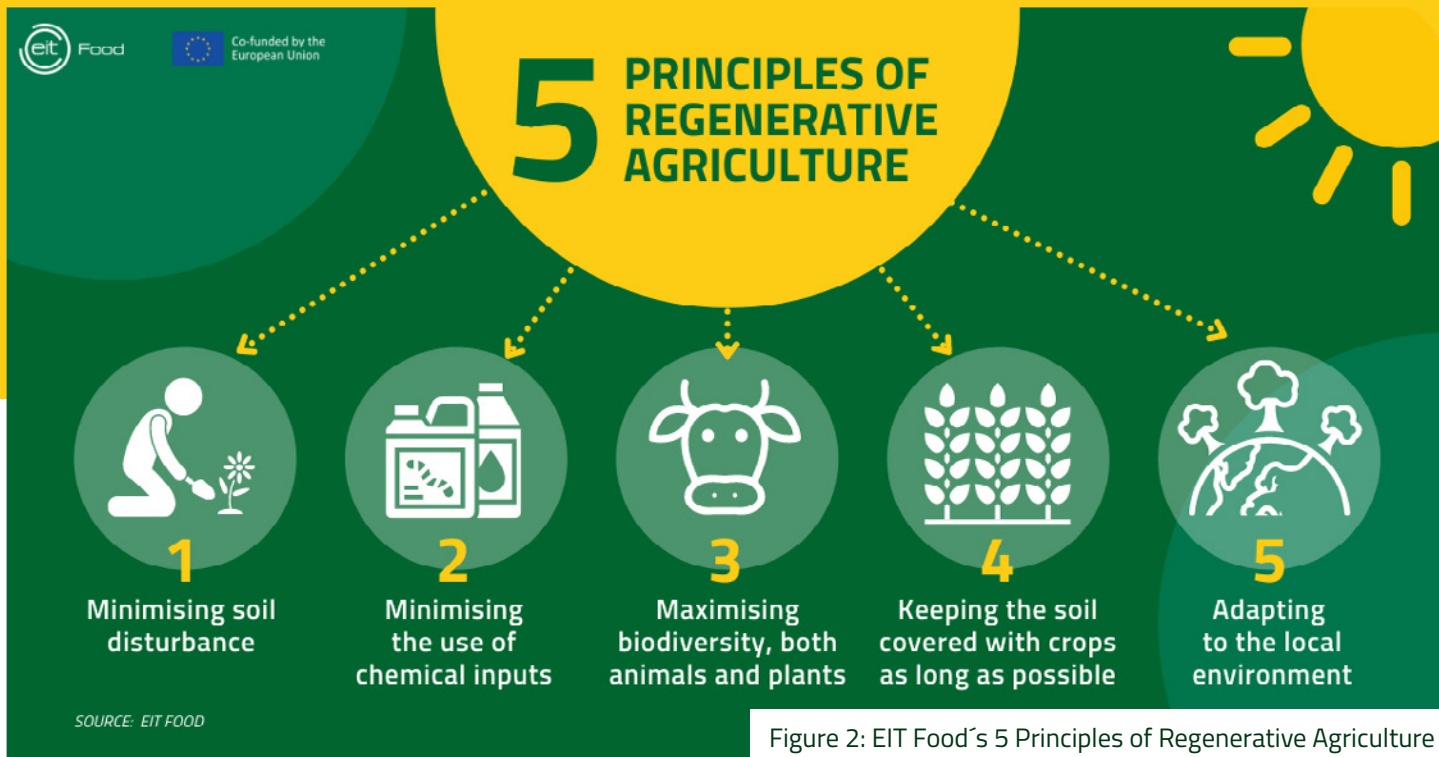 eit Food
Co-funded by the
European Union
5 PRINCIPLES OF
REGENERATIVE
AGRICULTURE
1
Minimising soil
disturbance
2
Minimising
the use of
chemical inputs
3
Maximising
biodiversity, both
animals and plants
4
Keeping the soil
covered with crops
as long as possible
5
Adapting
to the local
environment
SOURCE: EIT FOOD
Figure 2: EIT Food´s 5 Principles of Regenerative Agriculture